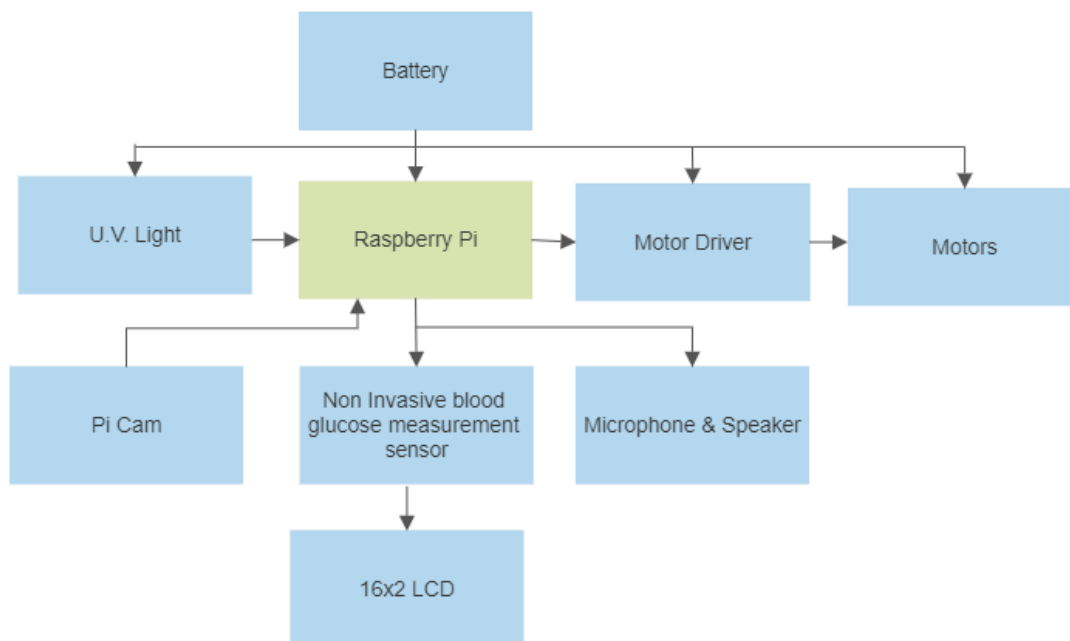 Battery
U.V. Light
Raspberry Pi
Motor Driver
Motors
Pi Cam
Non Invasive blood
glucose measurement
sensor
Microphone & Speaker
16x2 LCD